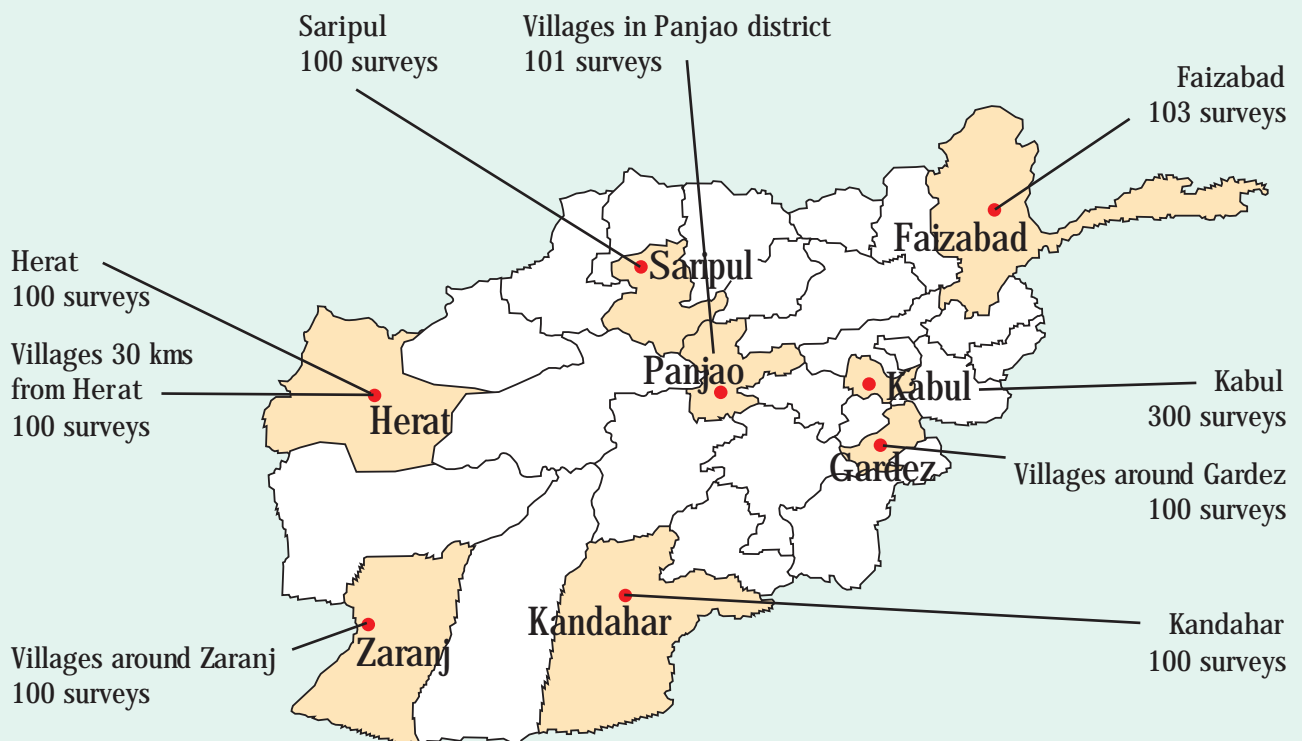 Saripul
100 surveys
Villages in Panjao district
101 surveys
Faizabad
103 surveys
Herat
100 surveys
Villages 30 kms
from Herat
100 surveys
Faizabad
Saripul
Panjao
Kabul
Herat
Gardez
Kandahar
Zaranj
Kabul
300 surveys
Villages around Gardez
100 surveys
Villages around Zaranj
100 surveys
Kandahar
100 surveys